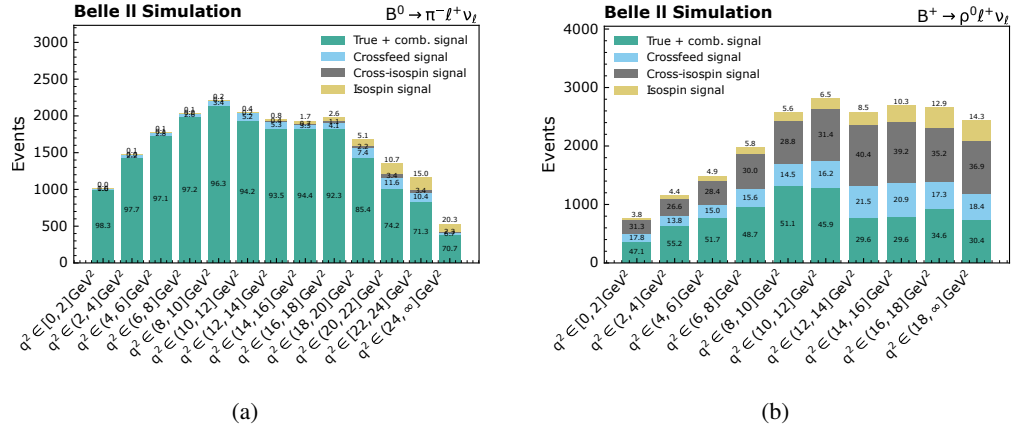 Belle II Simulation
B⁰ → π⁻ℓ⁺νℓ
True + comb. signal
Crossfeed signal
Cross-isospin signal
Isospin signal
Events
3000
2500
2000
1500
1000
500
0
0.0
98.3
0.1
97.7
0.1
97.1
0.1
97.2
0.2
3.4
96.3
0.4
5.2
94.2
0.8
5.3
93.5
1.7
94.4
2.6
4.1
92.3
5.1
2.2
7.4
85.4
10.7
3.4
11.6
74.2
15.0
3.4
10.4
71.3
20.3
70.7
q² ∈ [0, 2]GeV²
q² ∈ (2, 4]GeV²
q² ∈ (4, 6]GeV²
q² ∈ (6, 8]GeV²
q² ∈ (8, 10]GeV²
q² ∈ (10, 12]GeV²
q² ∈ (12, 14]GeV²
q² ∈ (14, 16]GeV²
q² ∈ (16, 18]GeV²
q² ∈ (18, 20]GeV²
q² ∈ (20, 22]GeV²
q² ∈ (22, 24]GeV²
q² ∈ (24, ∞]GeV²
(a)
Belle II Simulation
B⁺ → ρ⁰ℓ⁺νℓ
True + comb. signal
Crossfeed signal
Cross-isospin signal
Isospin signal
Events
4000
3000
2000
1000
0
3.8
31.3
17.8
47.1
4.4
26.6
13.8
55.2
4.9
28.4
15.0
51.7
5.8
30.0
15.6
48.7
5.6
28.8
14.5
51.1
6.5
31.4
16.2
45.9
8.5
40.4
21.5
29.6
10.3
39.2
20.9
29.6
12.9
35.2
17.3
34.6
14.3
36.9
18.4
30.4
q² ∈ [0, 2]GeV²
q² ∈ (2, 4]GeV²
q² ∈ (4, 6]GeV²
q² ∈ (6, 8]GeV²
q² ∈ (8, 10]GeV²
q² ∈ (10, 12]GeV²
q² ∈ (12, 14]GeV²
q² ∈ (14, 16]GeV²
q² ∈ (16, 18]GeV²
q² ∈ (18, ∞]GeV²
(b)